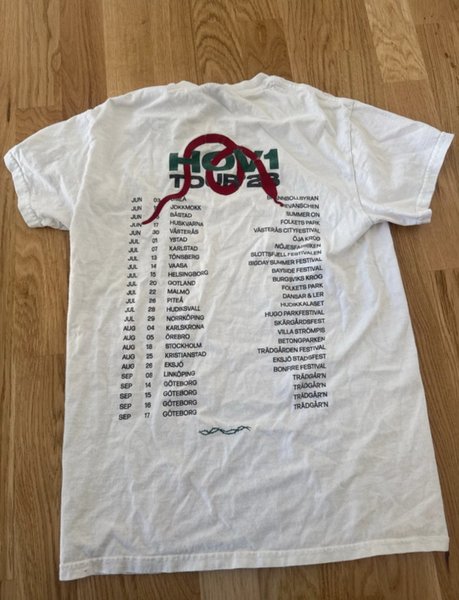 HOV1
TOUR 23
JUN 03
JUN JOKKMOKK
JUN BÅSTAD SUMMER ON
JUN 17 HUSKVARNA FOLKETS PARK
JUN 30 VÄSTERÅS VÄSTERÅS CITYFESTIVAL
JUL 01 YSTAD ÖJA KROG
JUL 07 KARLSTAD NÖJESFABRIKEN
JUL 13 TÖNSBERG SLOTTSFJELL FESTIVALEN
JUL 14 VAASA BIGDAY SUMMER FESTIVAL
JUL 15 HELSINGBORG BAYSIDE FESTIVAL
JUL 20 GOTLAND BURGSVIKS KROG
JUL 22 MALMÖ FOLKETS PARK
JUL 26 PITEÅ DANSAR & LER
JUL 28 HUDIKSVALL HUDIKKALASET
JUL 29 NORRKÖPING HUGO PARKFESTIVAL
AUG 04 KARLSKRONA SKÄRGÅRDSFEST
AUG 05 ÖREBRO VILLA STRÖMPIS
AUG 18 STOCKHOLM BETONGPARKEN
AUG 25 KRISTIANSTAD TRÄDGÅRDEN FESTIVAL
AUG 26 EKSJÖ EKSJÖ STADSFEST
SEP 08 LINKÖPING BONFIRE FESTIVAL
SEP 14 GÖTEBORG TRÄDGÅR'N
SEP 15 GÖTEBORG TRÄDGÅR'N
SEP 16 GÖTEBORG TRÄDGÅR'N
SEP 17 GÖTEBORG TRÄDGÅR'N